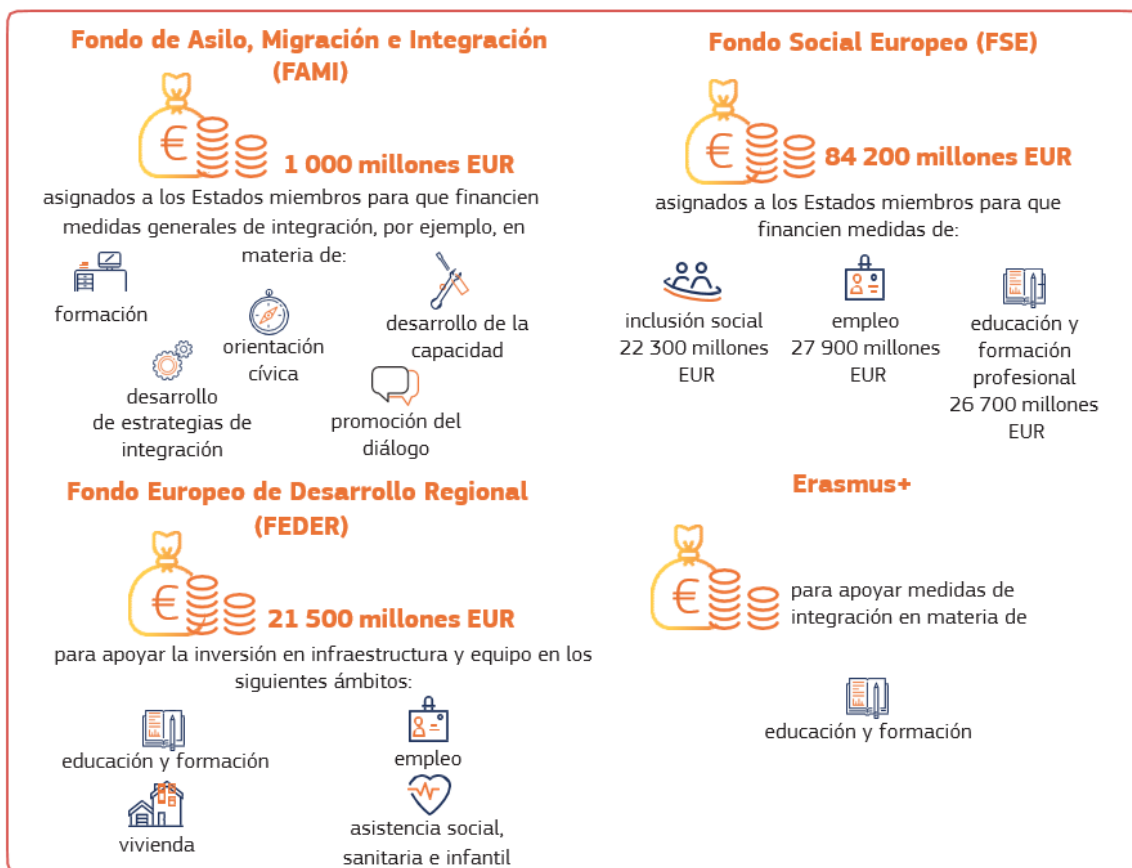 Fondo de Asilo, Migración e Integración
(FAMI)
€
1 000 millones EUR
asignados a los Estados miembros para que financien
medidas generales de integración, por ejemplo, en
materia de:
formación
orientación
cívica
desarrollo de la
capacidad
desarrollo
de estrategias de
integración
promoción del
diálogo
Fondo Social Europeo (FSE)
€
84 200 millones EUR
asignados a los Estados miembros para que
financien medidas de:
inclusión social
22 300 millones
EUR
empleo
27 900 millones
EUR
educación y
formación
profesional
26 700 millones
EUR
Fondo Europeo de Desarrollo Regional
(FEDER)
€
21 500 millones EUR
para apoyar la inversión en infraestructura y equipo en los
siguientes ámbitos:
educación y formación
empleo
vivienda
asistencia social,
sanitaria e infantil
Erasmus+
€
para apoyar medidas de
integración en materia de
educación y formación